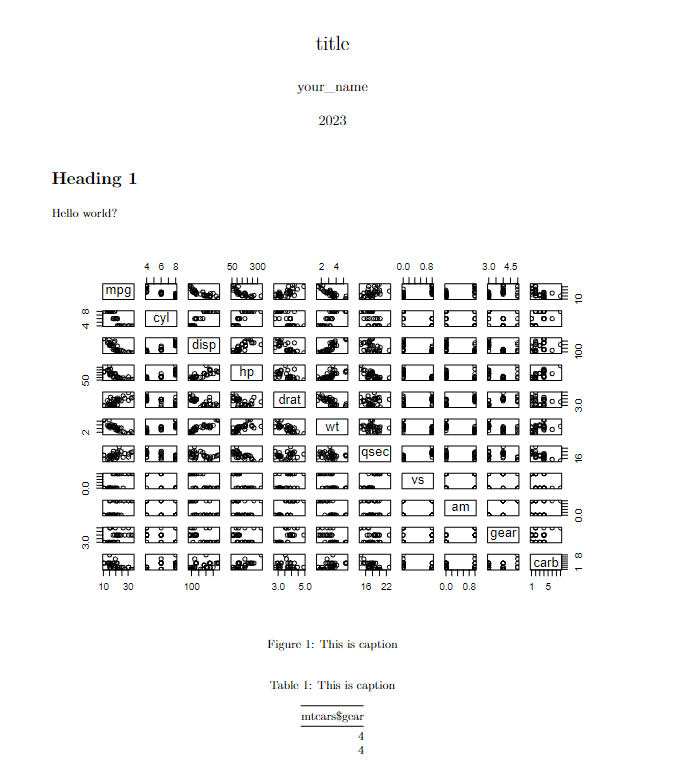 title
your_name
2023
Heading 1
Hello world?
4 6 8 50 300 2 4 0.0 0.8 3.0 4.5
mpg 10
4 8 cyl
disp 100
50 hp
drat 3.0
2 wt
qsec 16
0.0 vs
am 0.0
3.0 gear
carb 1 8
10 30 100 3.0 5.0 16 22 0.0 0.8 1 5
Figure 1: This is caption
Table 1: This is caption
mtcars$gear
4
4